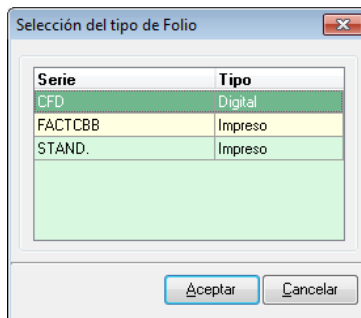 Selección del tipo de Folio
Serie Tipo
CFD Digital
FACTCBB Impreso
STAND. Impreso
Aceptar Cancelar